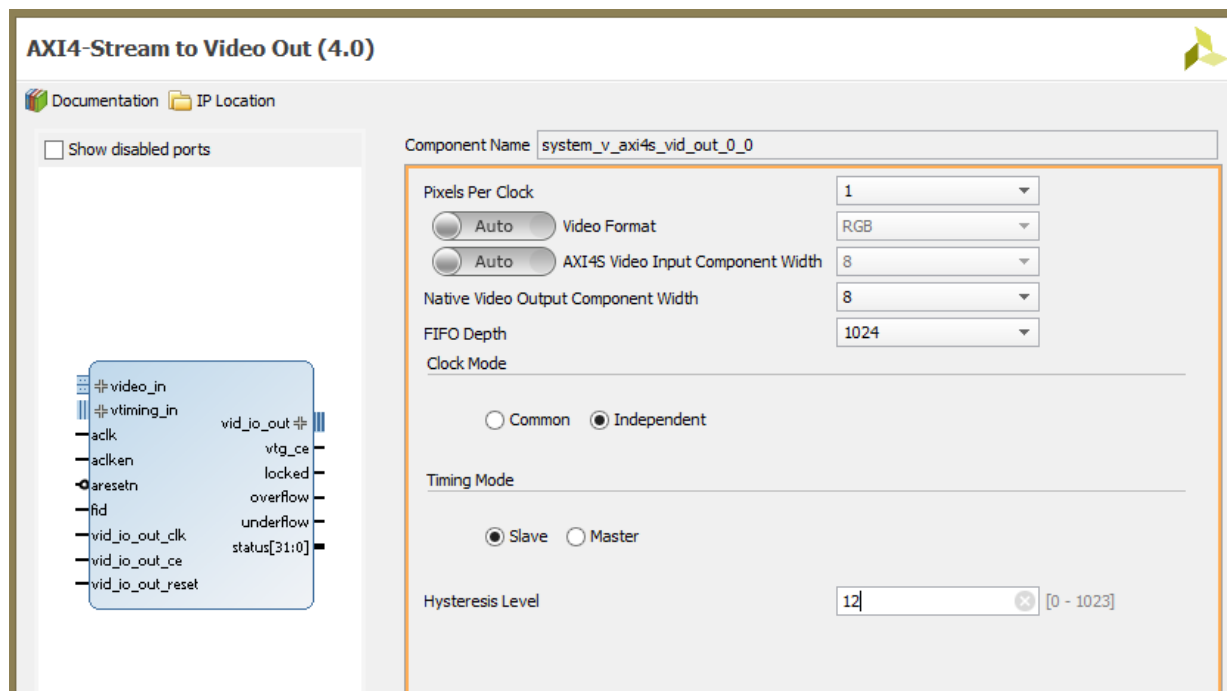 AXI4-Stream to Video Out (4.0)
Documentation IP Location
Show disabled ports
Component Name system_v_axi4s_vid_out_0_0
Pixels Per Clock 1
Auto Video Format RGB
Auto AXI4S Video Input Component Width 8
Native Video Output Component Width 8
FIFO Depth 1024
Clock Mode
Common Independent
Timing Mode
Slave Master
Hysteresis Level 12 [0 - 1023]
video_in
vtiming_in
aclk
aclken
aresetn
fid
vid_io_out_clk
vid_io_out_ce
vid_io_out_reset
vid_io_out
vtg_ce
locked
overflow
underflow
status[31:0]